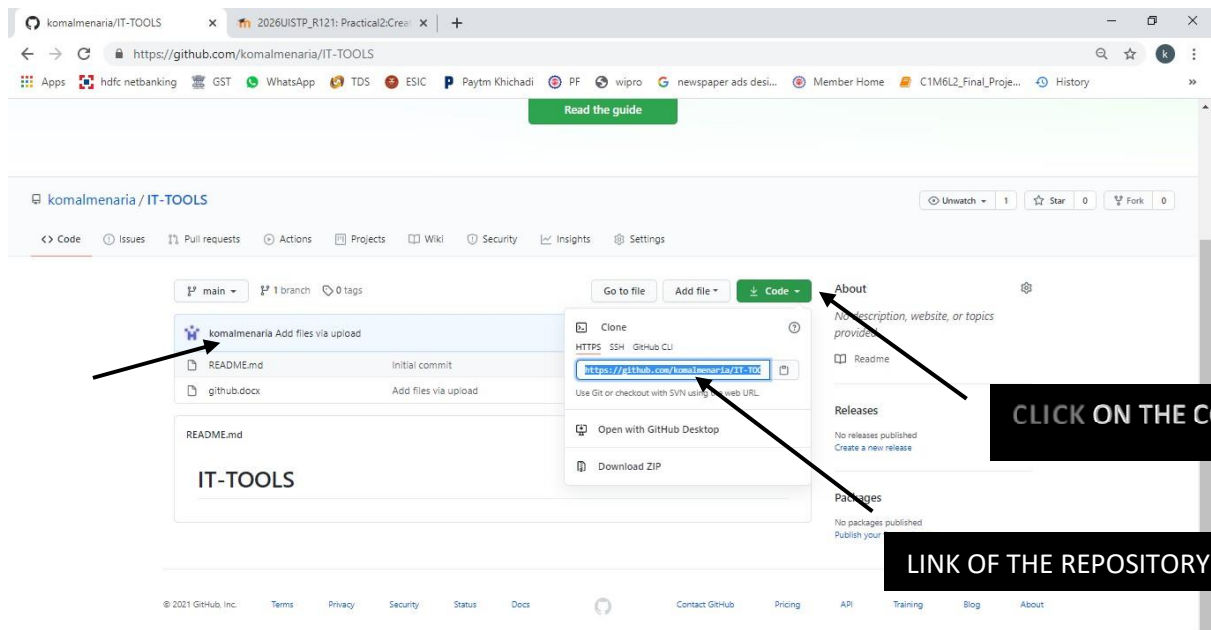 komalmenaria/IT-TOOLS
2026UISTP_R121: Practical2:Creat
https://github.com/komalmenaria/IT-TOOLS
k
Apps hdfc netbanking GST WhatsApp TDS ESIC Paytm Khichadi PF wipro newspaper ads desi... Member Home C1M6L2_Final_Proje... History
Read the guide
komalmenaria / IT-TOOLS
Unwatch 1 Star 0 Fork 0
Code Issues Pull requests Actions Projects Wiki Security Insights Settings
main 1 branch 0 tags Go to file Add file Code
About
No description, website, or topics
provided.
Readme
komalmenaria Add files via upload
README.md Initial commit
github.docx Add files via upload
Clone
HTTPS SSH GitHub CLI
https://github.com/komalmenaria/IT-TOO
Use Git or checkout with SVN using the web URL.
Open with GitHub Desktop
Download ZIP
README.md
IT-TOOLS
Releases
No releases published
Create a new release
CLICK ON THE CO
Packages
No packages published
Publish your
LINK OF THE REPOSITORY
© 2021 GitHub, Inc. Terms Privacy Security Status Docs Contact GitHub Pricing API Training Blog About